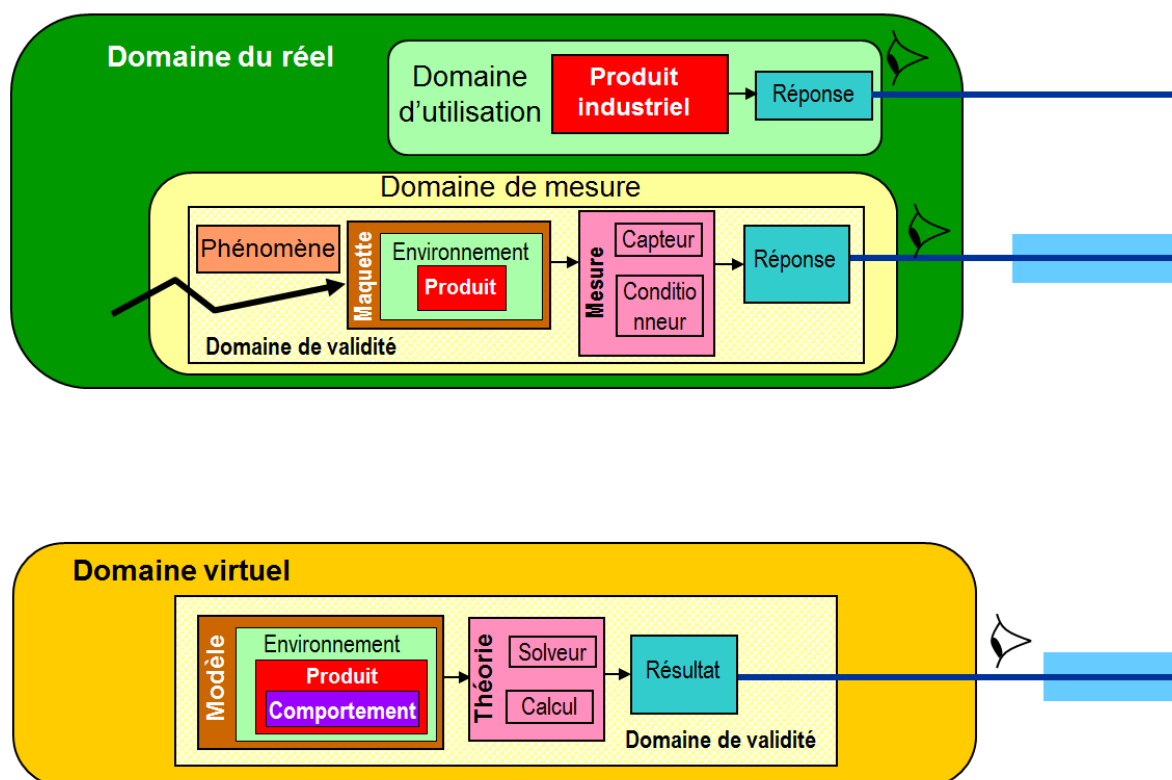 Domaine du réel
Domaine
d'utilisation
Produit
industriel
Réponse
Domaine de mesure
Phénomène
Maquette
Environnement
Produit
Mesure
Capteur
Conditio
nneur
Réponse
Domaine de validité
Domaine virtuel
Modèle
Environnement
Produit
Comportement
Théorie
Solveur
Calcul
Résultat
Domaine de validité